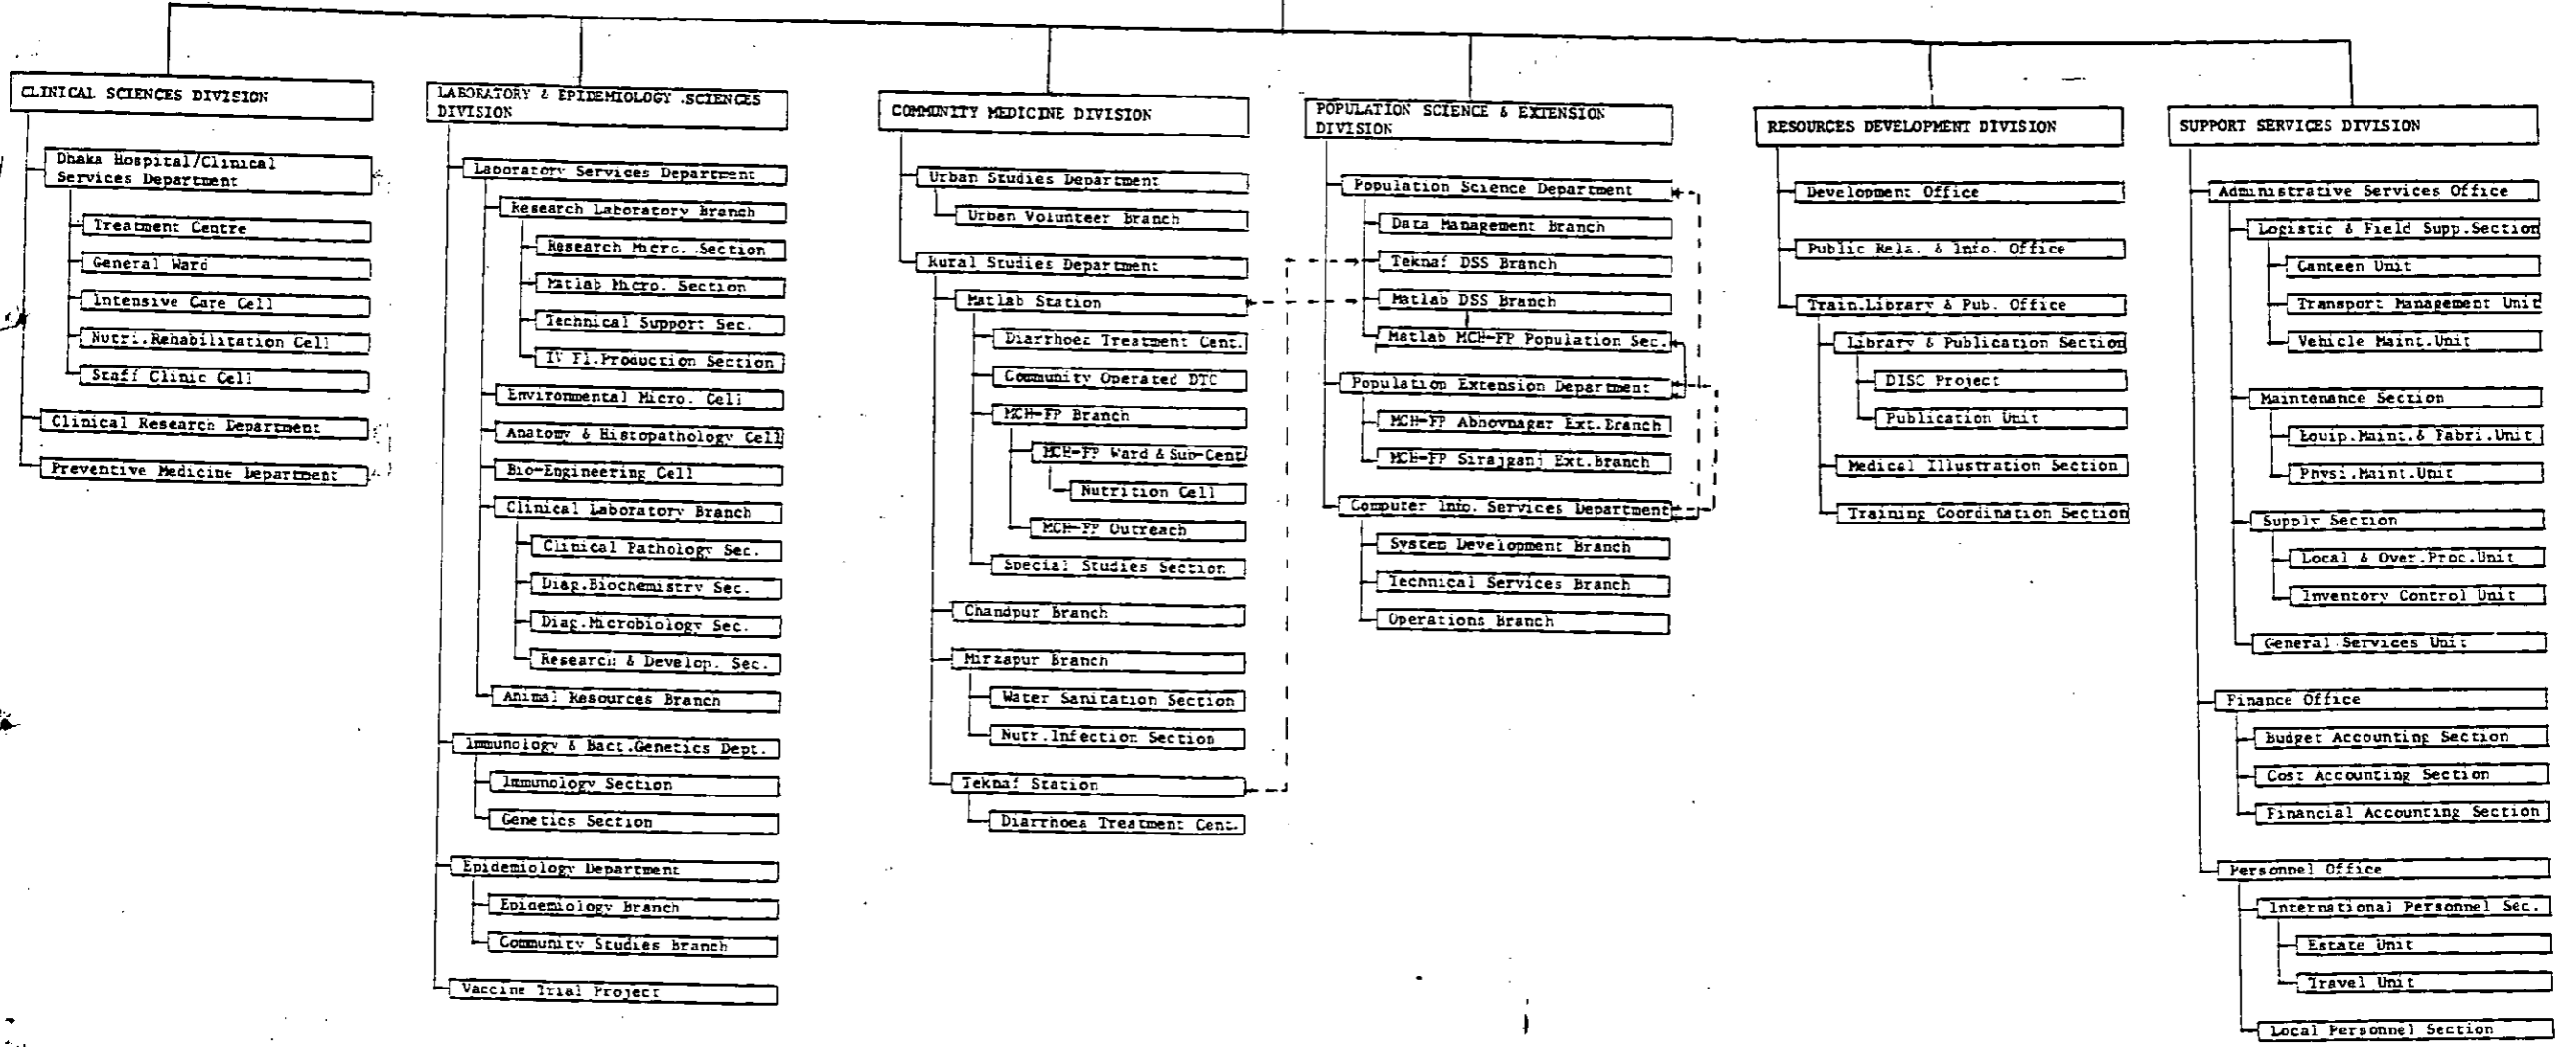 CLINICAL SCIENCES DIVISION
Dhaka Hospital/Clinical
Services Department
Treatment Centre
General Ward
Intensive Care Cell
Nutri.Rehabilitation Cell
Staff Clinic Cell
Clinical Research Department
Preventive Medicine Department
LABORATORY & EPIDEMIOLOGY SCIENCES
DIVISION
Laboratory Services Department
Research Laboratory Branch
Research Micro. Section
Matlab Micro. Section
Technical Support Sec.
IV Fl.Production Section
Environmental Micro. Cell
Anatomy & Histopathology Cell
Bio-Engineering Cell
Clinical Laboratory Branch
Clinical Pathology Sec.
Diag.Biochemistry Sec.
Diag.Microbiology Sec.
Research & Develop. Sec.
Animal Resources Branch
Immunology & Bact.Genetics Dept.
Immunology Section
Genetics Section
Epidemiology Department
Epidemiology Branch
Community Studies Branch
Vaccine Trial Project
COMMUNITY MEDICINE DIVISION
Urban Studies Department
Urban Volunteer Branch
Rural Studies Department
Matlab Station
Diarrhoea Treatment Cent.
Community Operated DTC
MCH-FP Branch
MCH-FP Ward & Sub-Cent
Nutrition Cell
MCH-FP Outreach
Special Studies Section
Chandpur Branch
Mirzapur Branch
Water Sanitation Section
Nutr.Infection Section
Teknaf Station
Diarrhoea Treatment Cent.
POPULATION SCIENCE & EXTENSION
DIVISION
Population Science Department
Data Management Branch
Teknaf DSS Branch
Matlab DSS Branch
Matlab MCH-FP Population Sec.
Population Extension Department
MCH-FP Abhoynagar Ext.Branch
MCH-FP Sirajganj Ext.Branch
Computer Info. Services Department
System Development Branch
Technical Services Branch
Operations Branch
RESOURCES DEVELOPMENT DIVISION
Development Office
Public Rela. & Info. Office
Train.Library & Pub. Office
Library & Publication Section
DISC Project
Publication Unit
Medical Illustration Section
Training Coordination Section
SUPPORT SERVICES DIVISION
Administrative Services Office
Logistic & Field Supp.Section
Canteen Unit
Transport Management Unit
Vehicle Maint.Unit
Maintenance Section
Equip.Maint.& Fabri.Unit
Physi.Maint.Unit
Supply Section
Local & Over.Proc.Unit
Inventory Control Unit
General Services Unit
Finance Office
Budget Accounting Section
Cost Accounting Section
Financial Accounting Section
Personnel Office
International Personnel Sec.
Estate Unit
Travel Unit
Local Personnel Section